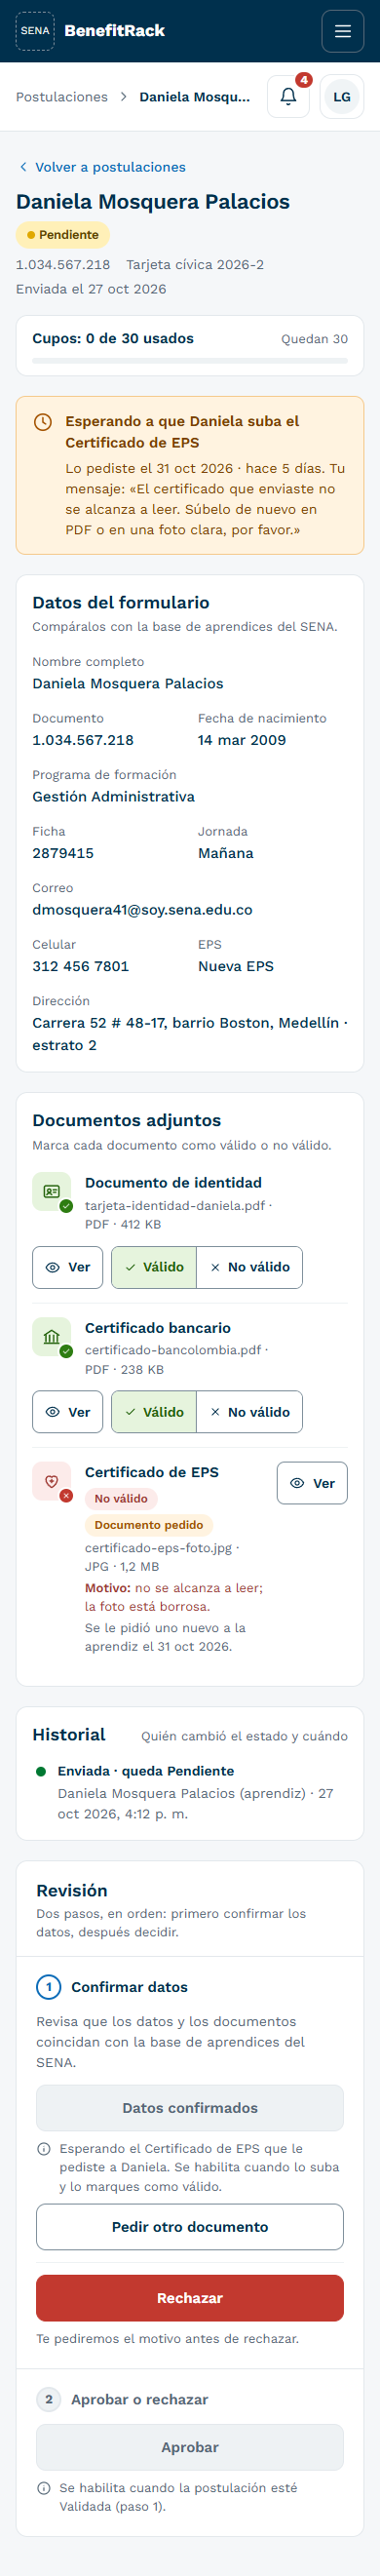 SENA
BenefitRack
Postulaciones > Daniela Mosqu...
4
LG
Volver a postulaciones
Daniela Mosquera Palacios
Pendiente
1.034.567.218 Tarjeta cívica 2026-2
Enviada el 27 oct 2026
Cupos: 0 de 30 usados
Quedan 30
Esperando a que Daniela suba el
Certificado de EPS
Lo pediste el 31 oct 2026 · hace 5 días. Tu
mensaje: «El certificado que enviaste no
se alcanza a leer. Súbelo de nuevo en
PDF o en una foto clara, por favor.»
Datos del formulario
Compáralos con la base de aprendices del SENA.
Nombre completo
Daniela Mosquera Palacios
Documento
1.034.567.218
Fecha de nacimiento
14 mar 2009
Programa de formación
Gestión Administrativa
Ficha
2879415
Jornada
Mañana
Correo
dmosquera41@soy.sena.edu.co
Celular
312 456 7801
EPS
Nueva EPS
Dirección
Carrera 52 # 48-17, barrio Boston, Medellín ·
estrato 2
Documentos adjuntos
Marca cada documento como válido o no válido.
Documento de identidad
tarjeta-identidad-daniela.pdf ·
PDF · 412 KB
Ver
Válido
No válido
Certificado bancario
certificado-bancolombia.pdf ·
PDF · 238 KB
Ver
Válido
No válido
Certificado de EPS
Ver
No válido
Documento pedido
certificado-eps-foto.jpg ·
JPG · 1,2 MB
Motivo: no se alcanza a leer;
la foto está borrosa.
Se le pidió uno nuevo a la
aprendiz el 31 oct 2026.
Historial
Quién cambió el estado y cuándo
Enviada · queda Pendiente
Daniela Mosquera Palacios (aprendiz) · 27
oct 2026, 4:12 p. m.
Revisión
Dos pasos, en orden: primero confirmar los
datos, después decidir.
1 Confirmar datos
Revisa que los datos y los documentos
coincidan con la base de aprendices del
SENA.
Datos confirmados
Esperando el Certificado de EPS que le
pediste a Daniela. Se habilita cuando lo suba
y lo marques como válido.
Pedir otro documento
Rechazar
Te pediremos el motivo antes de rechazar.
2 Aprobar o rechazar
Aprobar
Se habilita cuando la postulación esté
Validada (paso 1).